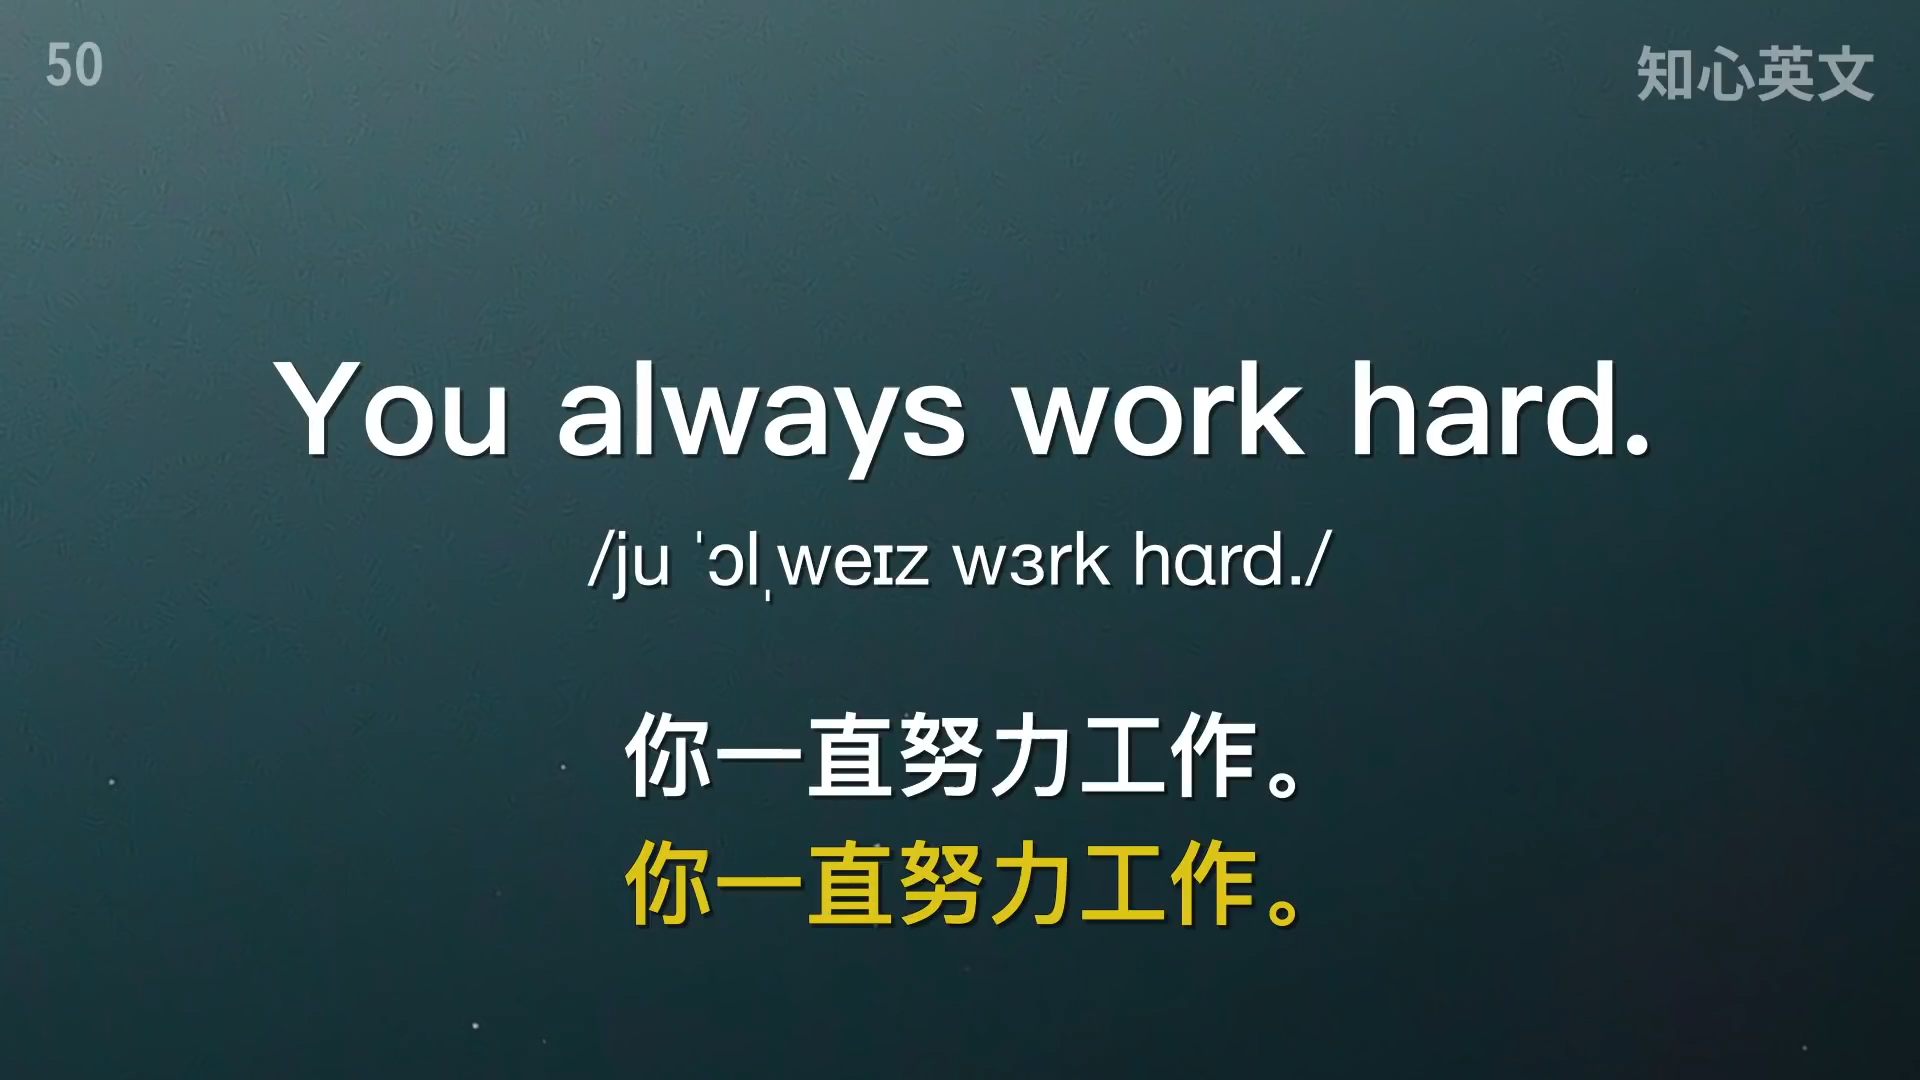 50
知心英文
You always work hard.
/ju ˈɔlˌweɪz wɜrk hɑrd./
你一直努力工作。
你一直努力工作。